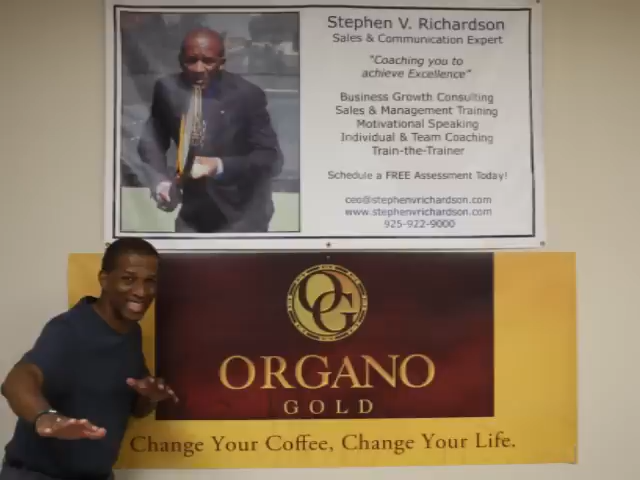 Stephen V. Richardson
Sales & Communication Expert
"Coaching you to
achieve Excellence"
Business Growth Consulting
Sales & Management Training
Motivational Speaking
Individual & Team Coaching
Train-the-Trainer
Schedule a FREE Assessment Today!
ceo@stephenvrichardson.com
www.stephenvrichardson.com
925-922-9000
OG
ORGANO
GOLD
Change Your Coffee, Change Your Life.